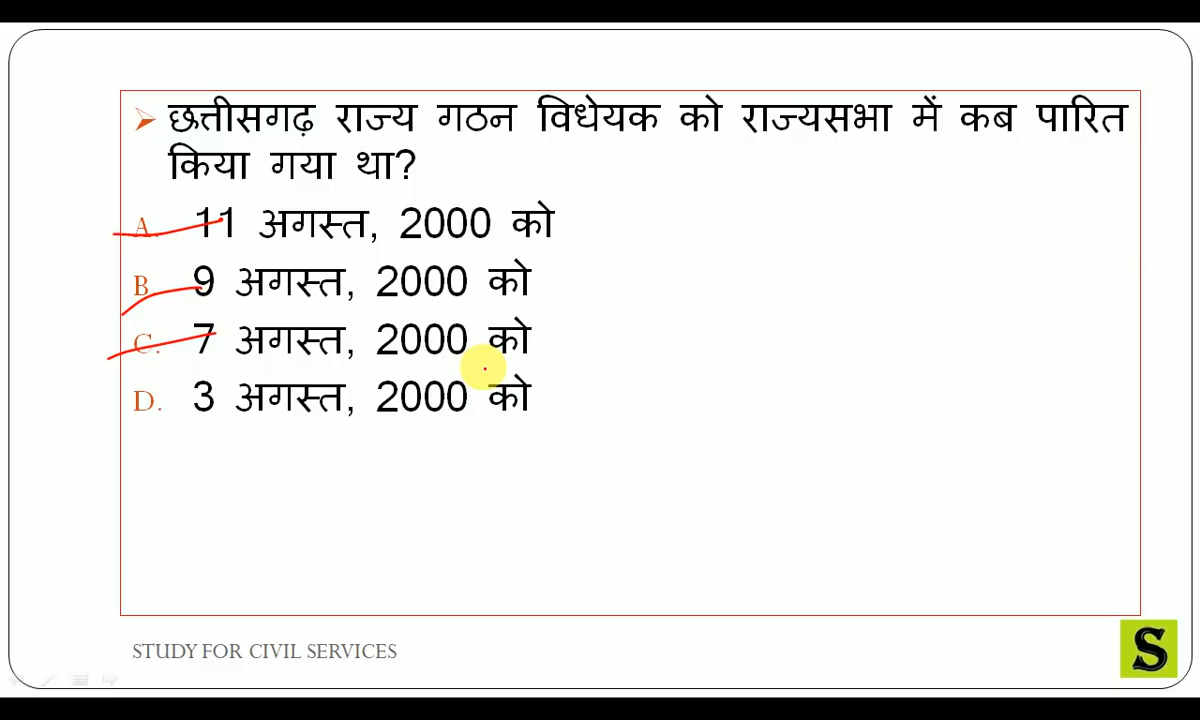 छत्तीसगढ़ राज्य गठन विधेयक को राज्यसभा में कब पारित
किया गया था?
A. 11 अगस्त, 2000 को
B. 9 अगस्त, 2000 को
C. 7 अगस्त, 2000 को
D. 3 अगस्त, 2000 को
STUDY FOR CIVIL SERVICES
S